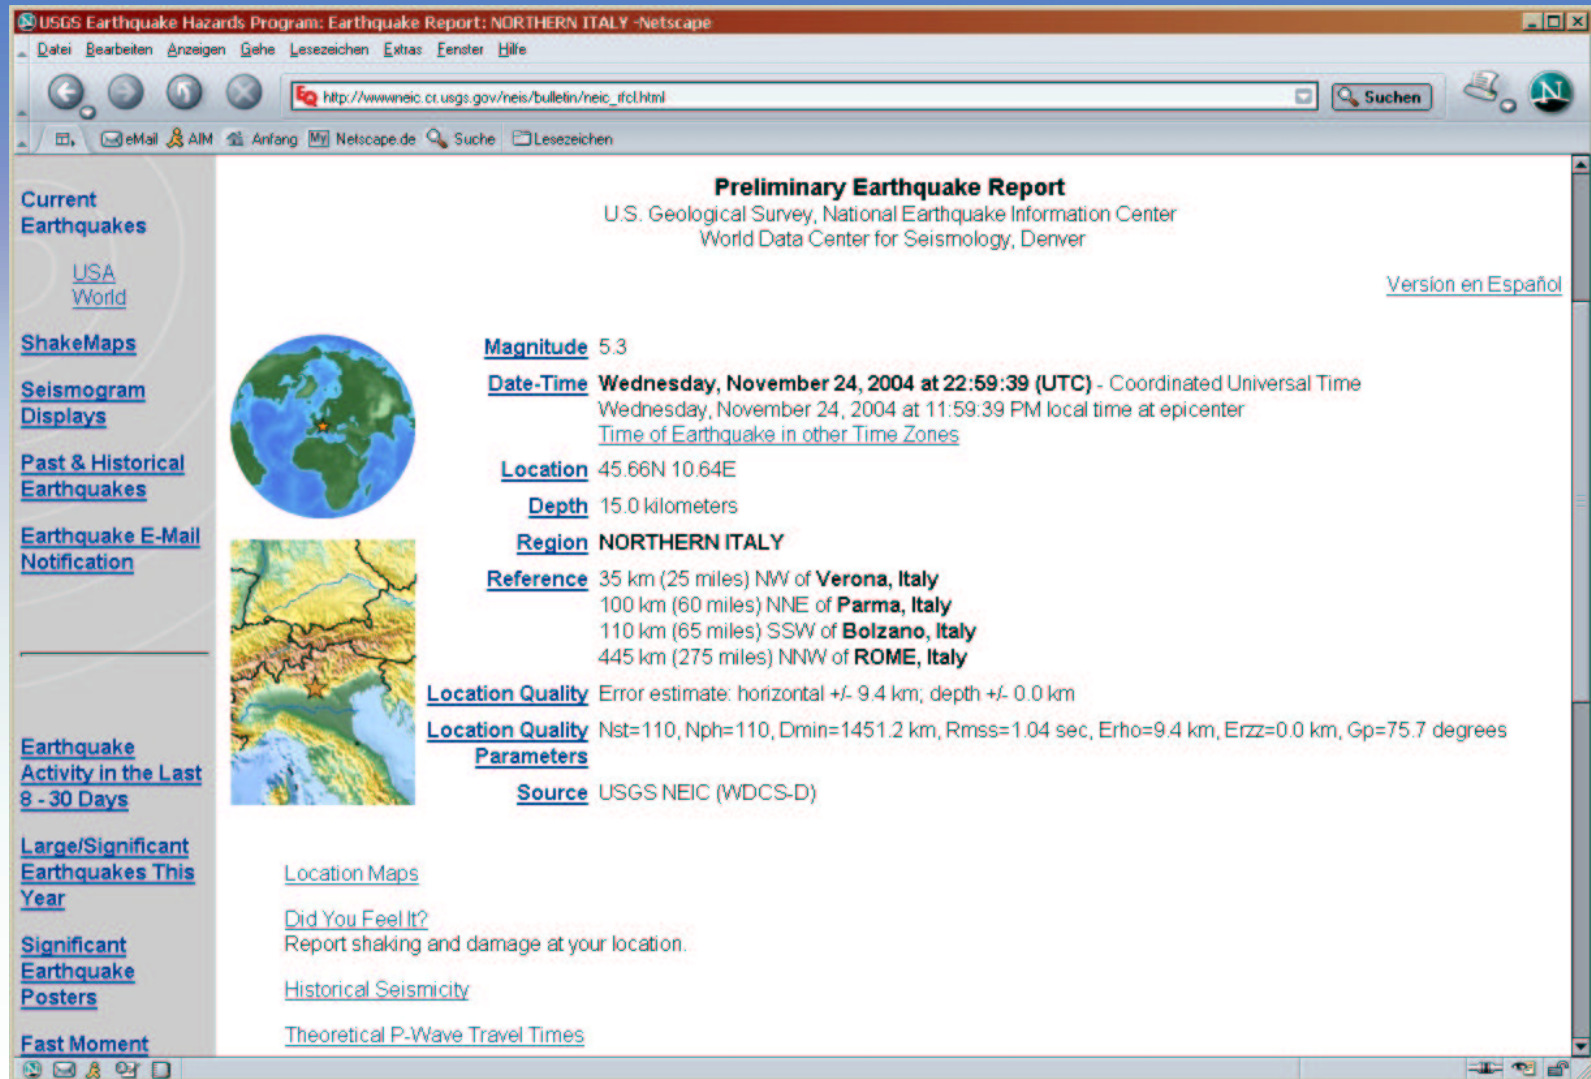 USGS Earthquake Hazards Program: Earthquake Report: NORTHERN ITALY -Netscape
Datei Bearbeiten Anzeigen Gehe Lesezeichen Extras Fenster Hilfe
EQ http://wwwneic.cr.usgs.gov/neis/bulletin/neic_tfcl.html Suchen N
eMail AIM Anfang My Netscape.de Suche Lesezeichen
Current
Earthquakes
USA
World
ShakeMaps
Seismogram
Displays
Past & Historical
Earthquakes
Earthquake E-Mail
Notification
Earthquake
Activity in the Last
8 - 30 Days
Large/Significant
Earthquakes This
Year
Significant
Earthquake
Posters
Fast Moment
Preliminary Earthquake Report
U.S. Geological Survey, National Earthquake Information Center
World Data Center for Seismology, Denver
Version en Español
Magnitude 5.3
Date-Time Wednesday, November 24, 2004 at 22:59:39 (UTC) - Coordinated Universal Time
Wednesday, November 24, 2004 at 11:59:39 PM local time at epicenter
Time of Earthquake in other Time Zones
Location 45.66N 10.64E
Depth 15.0 kilometers
Region NORTHERN ITALY
Reference 35 km (25 miles) NW of Verona, Italy
100 km (60 miles) NNE of Parma, Italy
110 km (65 miles) SSW of Bolzano, Italy
445 km (275 miles) NNW of ROME, Italy
Location Quality Error estimate: horizontal +/- 9.4 km; depth +/- 0.0 km
Location Quality Nst=110, Nph=110, Dmin=1451.2 km, Rmss=1.04 sec, Erho=9.4 km, Erzz=0.0 km, Gp=75.7 degrees
Parameters
Source USGS NEIC (WDCS-D)
Location Maps
Did You Feel It?
Report shaking and damage at your location.
Historical Seismicity
Theoretical P-Wave Travel Times